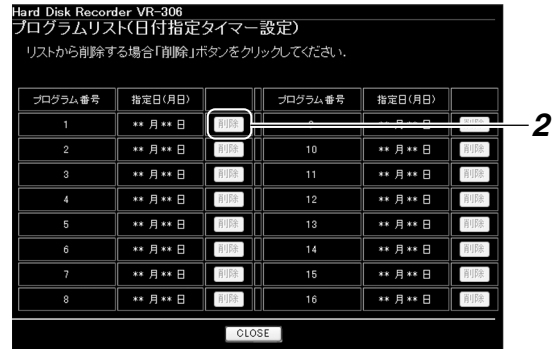 Hard Disk Recorder VR-306
プログラムリスト(日付指定タイマー設定)
リストから削除する場合「削除」ボタンをクリックしてください.
プログラム番号 指定日(月日) プログラム番号 指定日(月日)
1 ** 月 ** 日 削除 ** 月 ** 日 削除
2
2 ** 月 ** 日 削除 10 ** 月 ** 日 削除
3 ** 月 ** 日 削除 11 ** 月 ** 日 削除
4 ** 月 ** 日 削除 12 ** 月 ** 日 削除
5 ** 月 ** 日 削除 13 ** 月 ** 日 削除
6 ** 月 ** 日 削除 14 ** 月 ** 日 削除
7 ** 月 ** 日 削除 15 ** 月 ** 日 削除
8 ** 月 ** 日 削除 16 ** 月 ** 日 削除
CLOSE